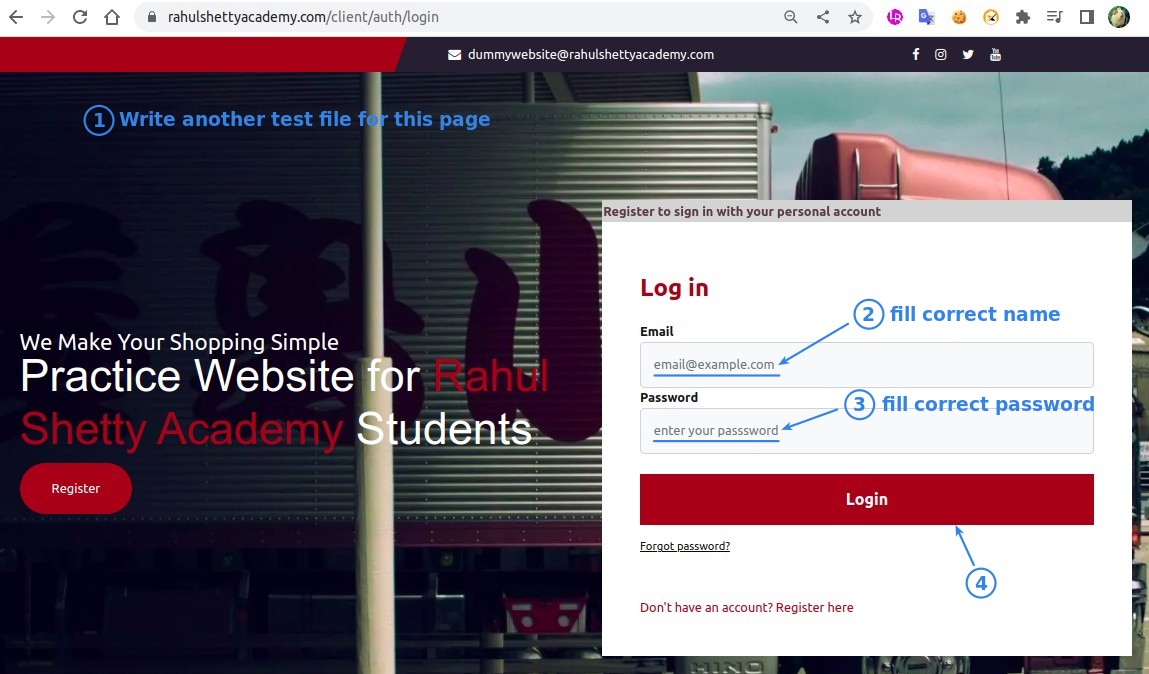 rahulshettyacademy.com/client/auth/login
dummywebsite@rahulshettyacademy.com
1 Write another test file for this page
Register to sign in with your personal account
Log in
2 fill correct name
Email
email@example.com
Password
3 fill correct password
enter your passsword
Login
Forgot password?
4
Don't have an account? Register here
We Make Your Shopping Simple
Practice Website for Rahul
Shetty Academy Students
Register
HINO